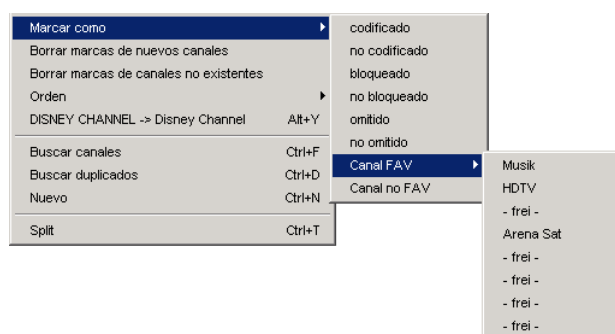 Marcar como
Borrar marcas de nuevos canales
Borrar marcas de canales no existentes
Orden
DISNEY CHANNEL -> Disney Channel Alt+Y
Buscar canales Ctrl+F
Buscar duplicados Ctrl+D
Nuevo Ctrl+N
Split Ctrl+T
codificado
no codificado
bloqueado
no bloqueado
omitido
no omitido
Canal FAV
Canal no FAV
Musik
HDTV
- frei -
Arena Sat
- frei -
- frei -
- frei -
- frei -